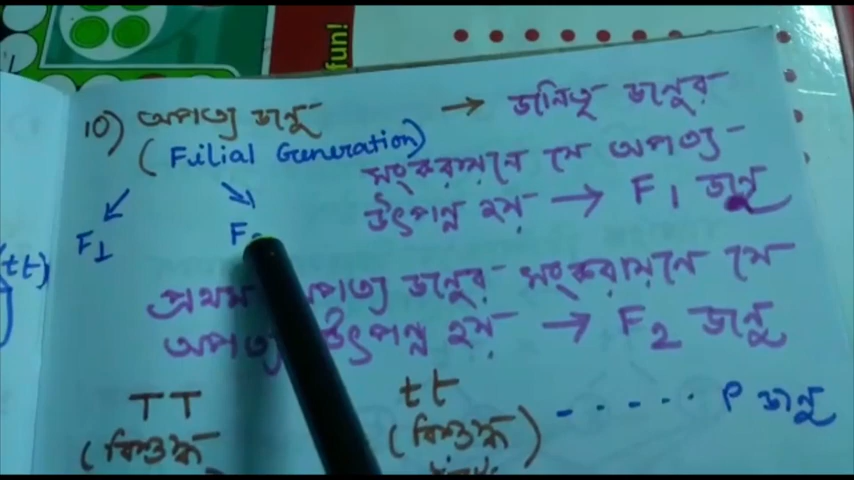 fun!
10) অপত্য জনু → জনিতৃ জনুর
(Filial Generation) সংকরায়নে যে অপত্য
উৎপন্ন হয় → F1 জনু
F1 F
(tt)
প্রথম অপত্য জনুর সংকরায়নে যে
অপত্য উৎপন্ন হয় → F2 জনু
TT tt ------ P জনু
(বিশুদ্ধ (বিশুদ্ধ)